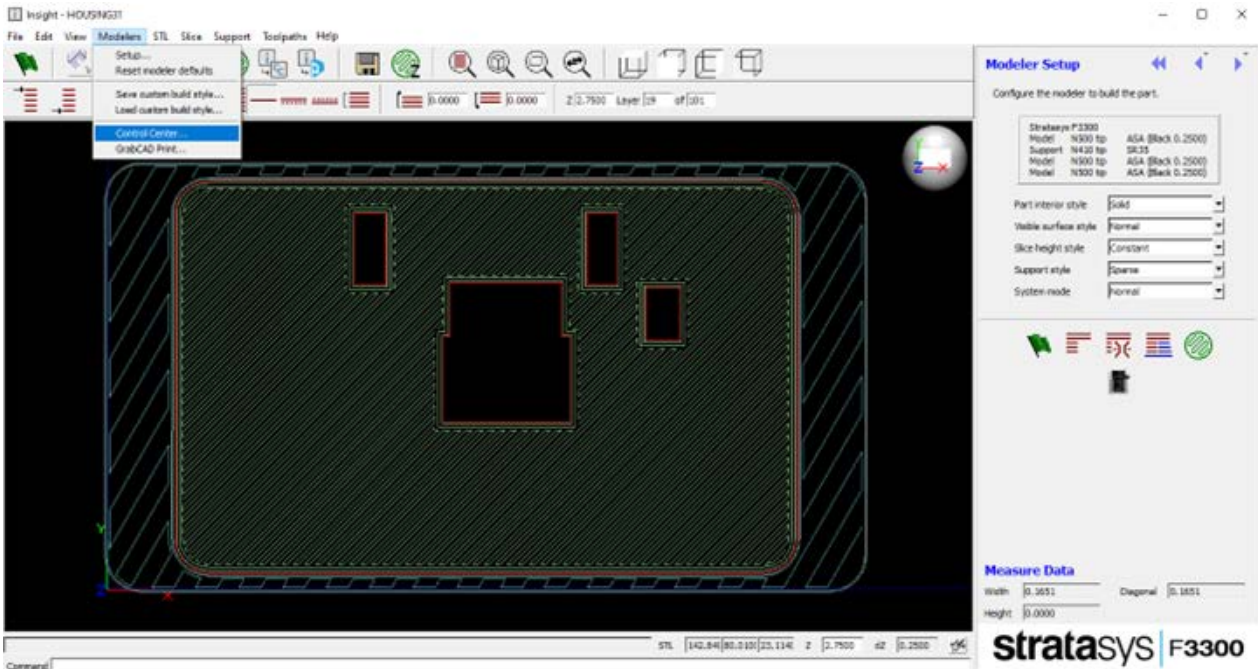 Insight - HOUSING31
File Edit View Modelers STL Slice Support Toolpaths Help
Setup...
Reset modeler defaults
Save custom build style...
Load custom build style...
Control Center...
GrabCAD Print...
0.0000 0.0000 Z 2.7500 Layer 19 of 101
Modeler Setup
Configure the modeler to build the part.
Stratasys F3300
Model N500 tip ASA (Black 0.2500)
Support N410 tip SR35
Model N500 tip ASA (Black 0.2500)
Model N500 tip ASA (Black 0.2500)
Part interior style Solid
Visible surface style Normal
Slice height style Constant
Support style Sparse
System mode Normal
Z
Y
Z X
Y
Z X
Measure Data
Width 0.1651 Diagonal 0.1651
Height 0.0000
STL Z 2.7500 dZ 0.2500
Command
stratasys F3300